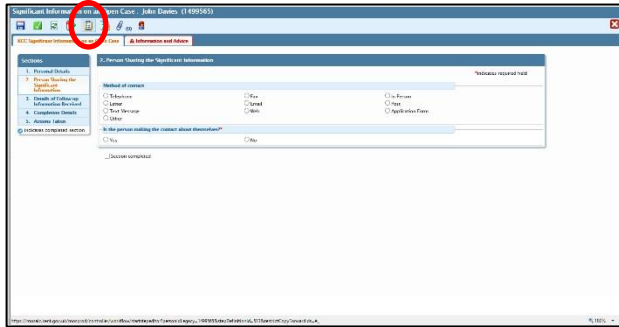 Significant Information on an Open Case : John Davies (1499565)
KCC Significant Information on an Open Case
Information and Advice
Sections
1. Personal Details
2. Person Sharing the Significant Information
3. Details of Follow-up Information Received
4. Completion Details
5. Actions Taken
indicates completed section
2. Person Sharing the Significant Information
*indicates required field
Method of contact
Telephone Fax In Person
Letter Email Post
Text Message Web Application Form
Other
Is the person making the contact about themselves?*
Yes No
Section completed
100%